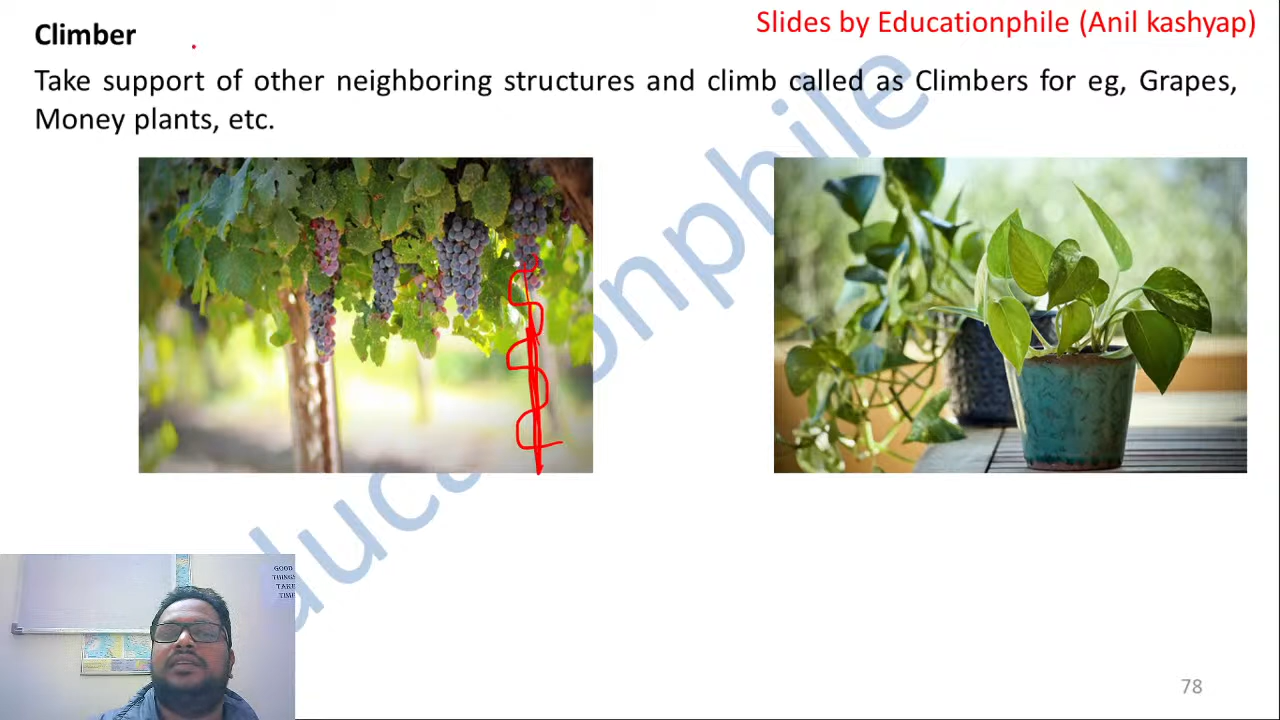 Climber
Slides by Educationphile (Anil kashyap)
Take support of other neighboring structures and climb called as Climbers for eg, Grapes,
Money plants, etc.
Educationphile
GOOD
THINGS
TAKE
TIME
78